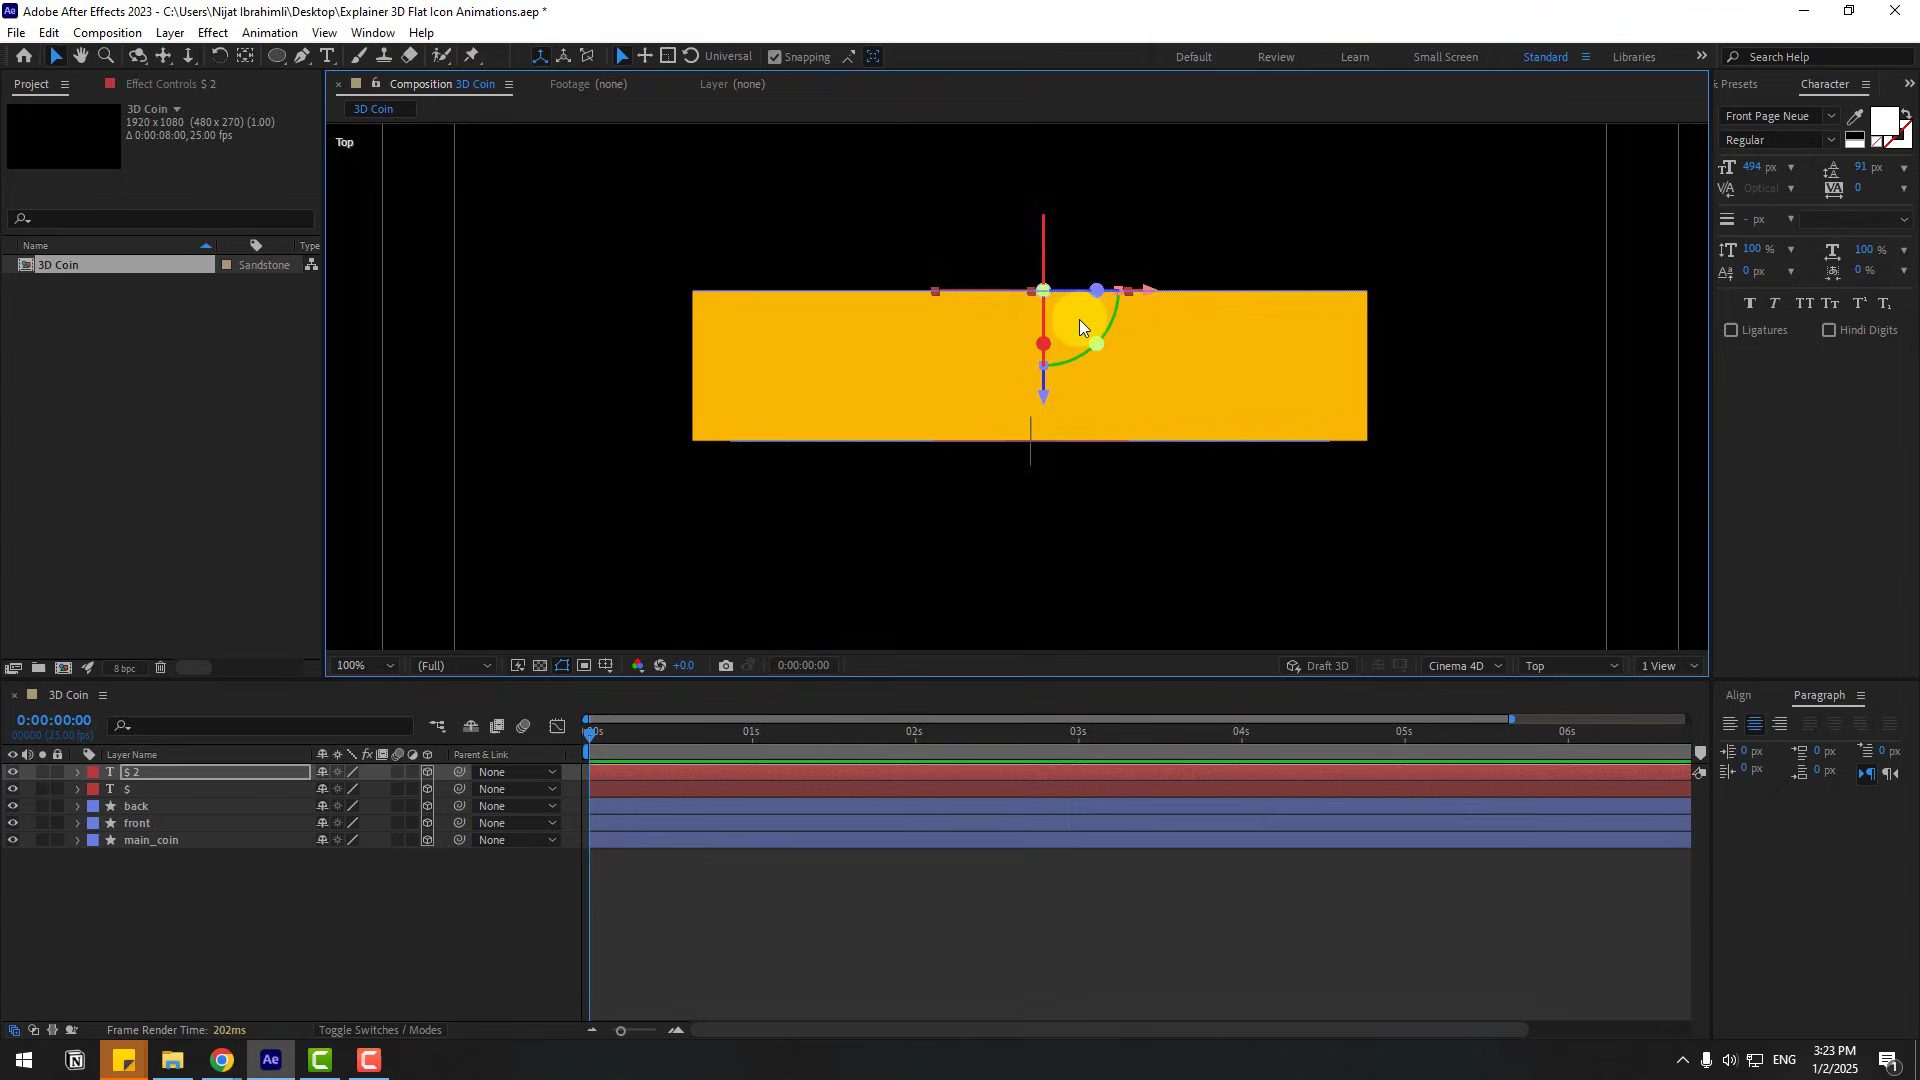 Adobe After Effects 2023 - C:\Users\Nijat Ibrahimli\Desktop\Explainer 3D Flat Icon Animations.aep *
File Edit Composition Layer Effect Animation View Window Help
Universal Snapping Default Review Learn Small Screen Standard Libraries Search Help
Project Effect Controls $ 2 Composition 3D Coin Footage (none) Layer (none) Presets Character
3D Coin
1920 x 1080 (480 x 270) (1.00)
Δ 0:00:08:00, 25.00 fps
3D Coin
Front Page Neue
Regular
Top
494 px 91 px
Optical 0
- px
100 % 100 %
0 px 0 %
Ligatures Hindi Digits
Name Type
3D Coin Sandstone
8 bpc
100% (Full) +0.0 0:00:00:00 Draft 3D Cinema 4D Top 1 View
3D Coin
Align Paragraph
0:00:00:00
00000 (25.00 fps)
00s 01s 02s 03s 04s 05s 06s
0 px 0 px 0 px
0 px 0 px
Layer Name Parent & Link
T $ 2 None
T $ None
back None
front None
main_coin None
Frame Render Time: 202ms Toggle Switches / Modes
Ae ENG 3:23 PM
1/2/2025 1